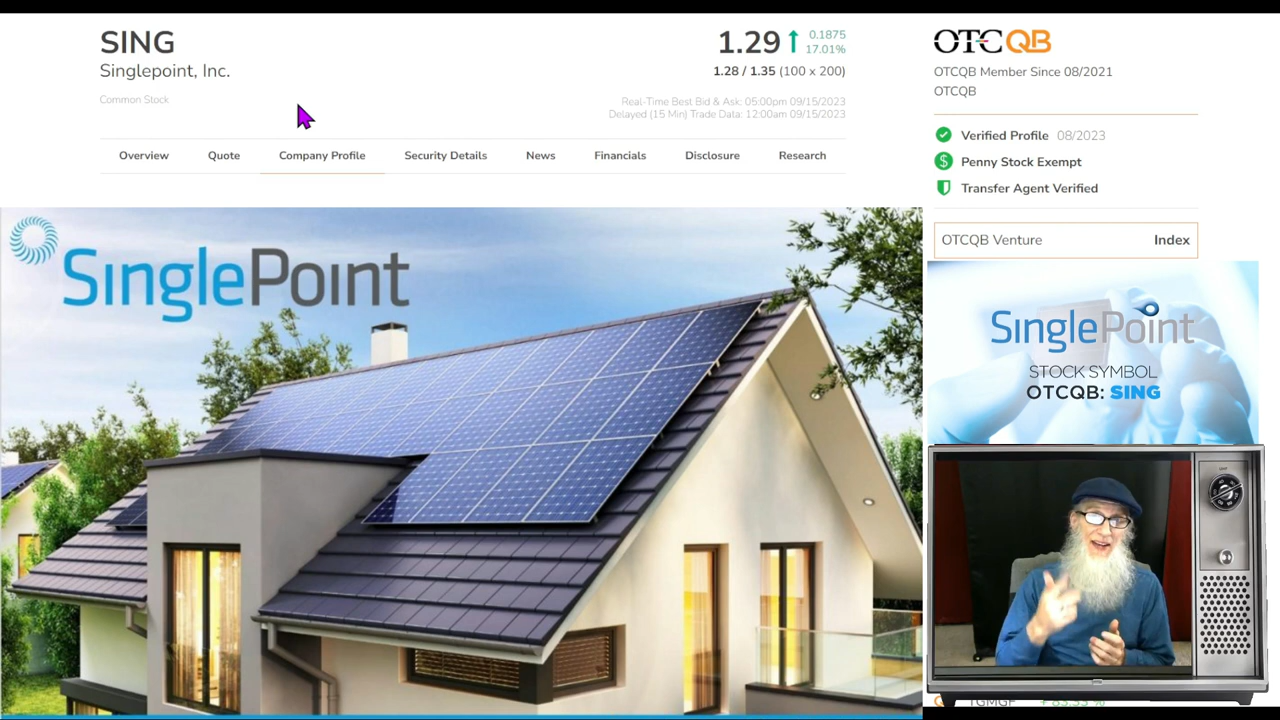 SING
Singlepoint, Inc.
Common Stock
1.29
0.1875
17.01%
1.28 / 1.35 (100 x 200)
Real-Time Best Bid & Ask: 05:00pm 09/15/2023
Delayed (15 Min) Trade Data: 12:00am 09/15/2023
Overview Quote Company Profile Security Details News Financials Disclosure Research
OTCQB
OTCQB Member Since 08/2021
OTCQB
Verified Profile 08/2023
Penny Stock Exempt
Transfer Agent Verified
OTCQB Venture Index
SinglePoint
SinglePoint
STOCK SYMBOL
OTCQB: SING